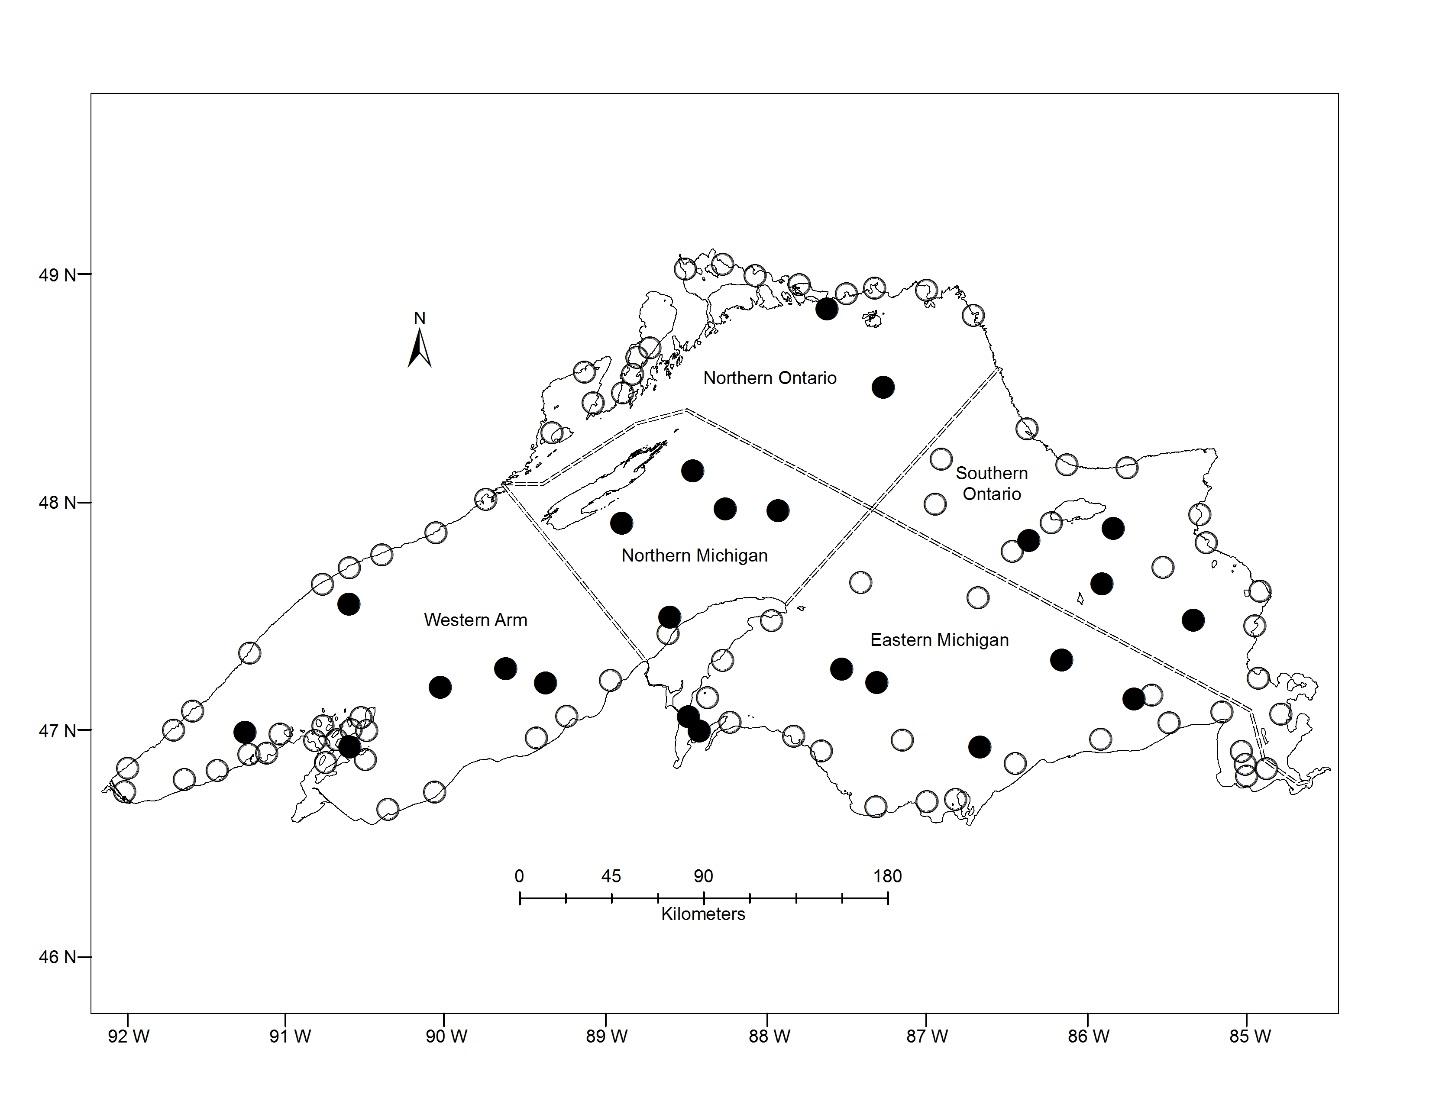 49 N
N
Northern Ontario
Southern
Ontario
48 N
Northern Michigan
Western Arm
Eastern Michigan
47 N
0 45 90 180
Kilometers
46 N
92 W 91 W 90 W 89 W 88 W 87 W 86 W 85 W